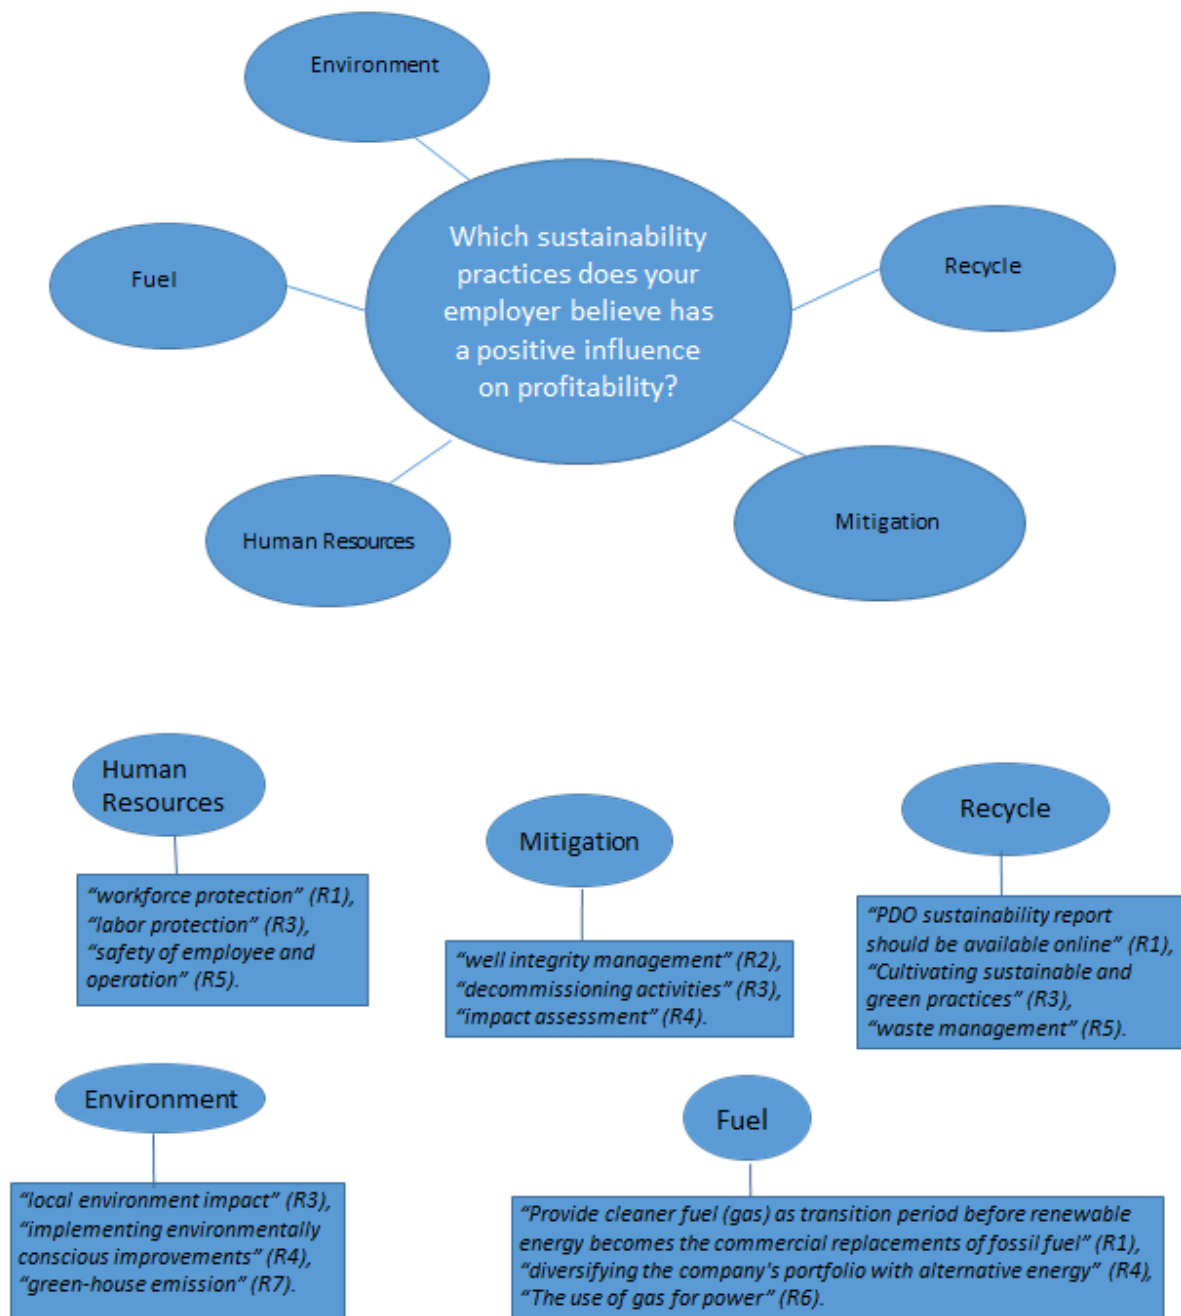 Environment
Fuel
Which sustainability
practices does your
employer believe has
a positive influence
on profitability?
Recycle
Human Resources
Mitigation
Human
Resources
“workforce protection” (R1),
“labor protection” (R3),
“safety of employee and
operation” (R5).
Mitigation
“well integrity management” (R2),
“decommissioning activities” (R3),
“impact assessment” (R4).
Recycle
“PDO sustainability report
should be available online” (R1),
“Cultivating sustainable and
green practices” (R3),
“waste management” (R5).
Environment
“local environment impact” (R3),
“implementing environmentally
conscious improvements” (R4),
“green-house emission” (R7).
Fuel
“Provide cleaner fuel (gas) as transition period before renewable
energy becomes the commercial replacements of fossil fuel” (R1),
“diversifying the company's portfolio with alternative energy” (R4),
“The use of gas for power” (R6).